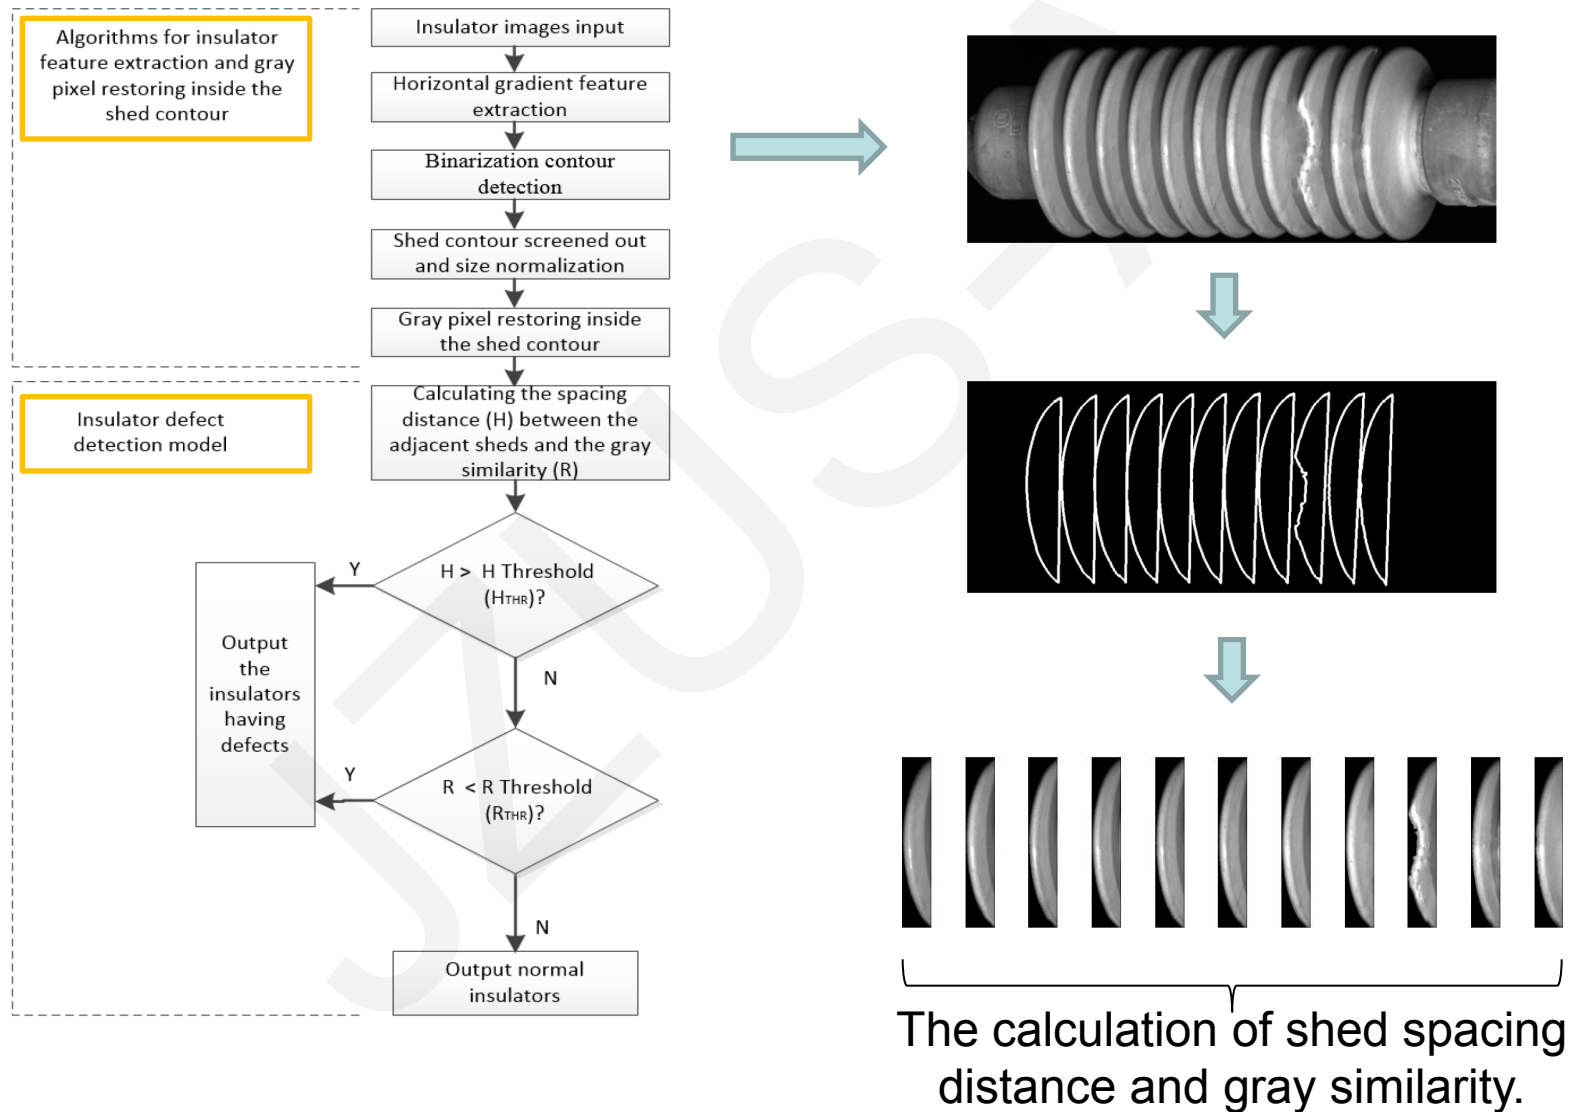 Algorithms for insulator
feature extraction and gray
pixel restoring inside the
shed contour
Insulator images input
Horizontal gradient feature
extraction
Binarization contour
detection
Shed contour screened out
and size normalization
Gray pixel restoring inside
the shed contour
Insulator defect
detection model
Calculating the spacing
distance (H) between the
adjacent sheds and the gray
similarity (R)
H > H Threshold
(HTHR)?
Y
N
Output
the
insulators
having
defects
R < R Threshold
(RTHR)?
Y
N
Output normal
insulators
The calculation of shed spacing
distance and gray similarity.
JZUS-A